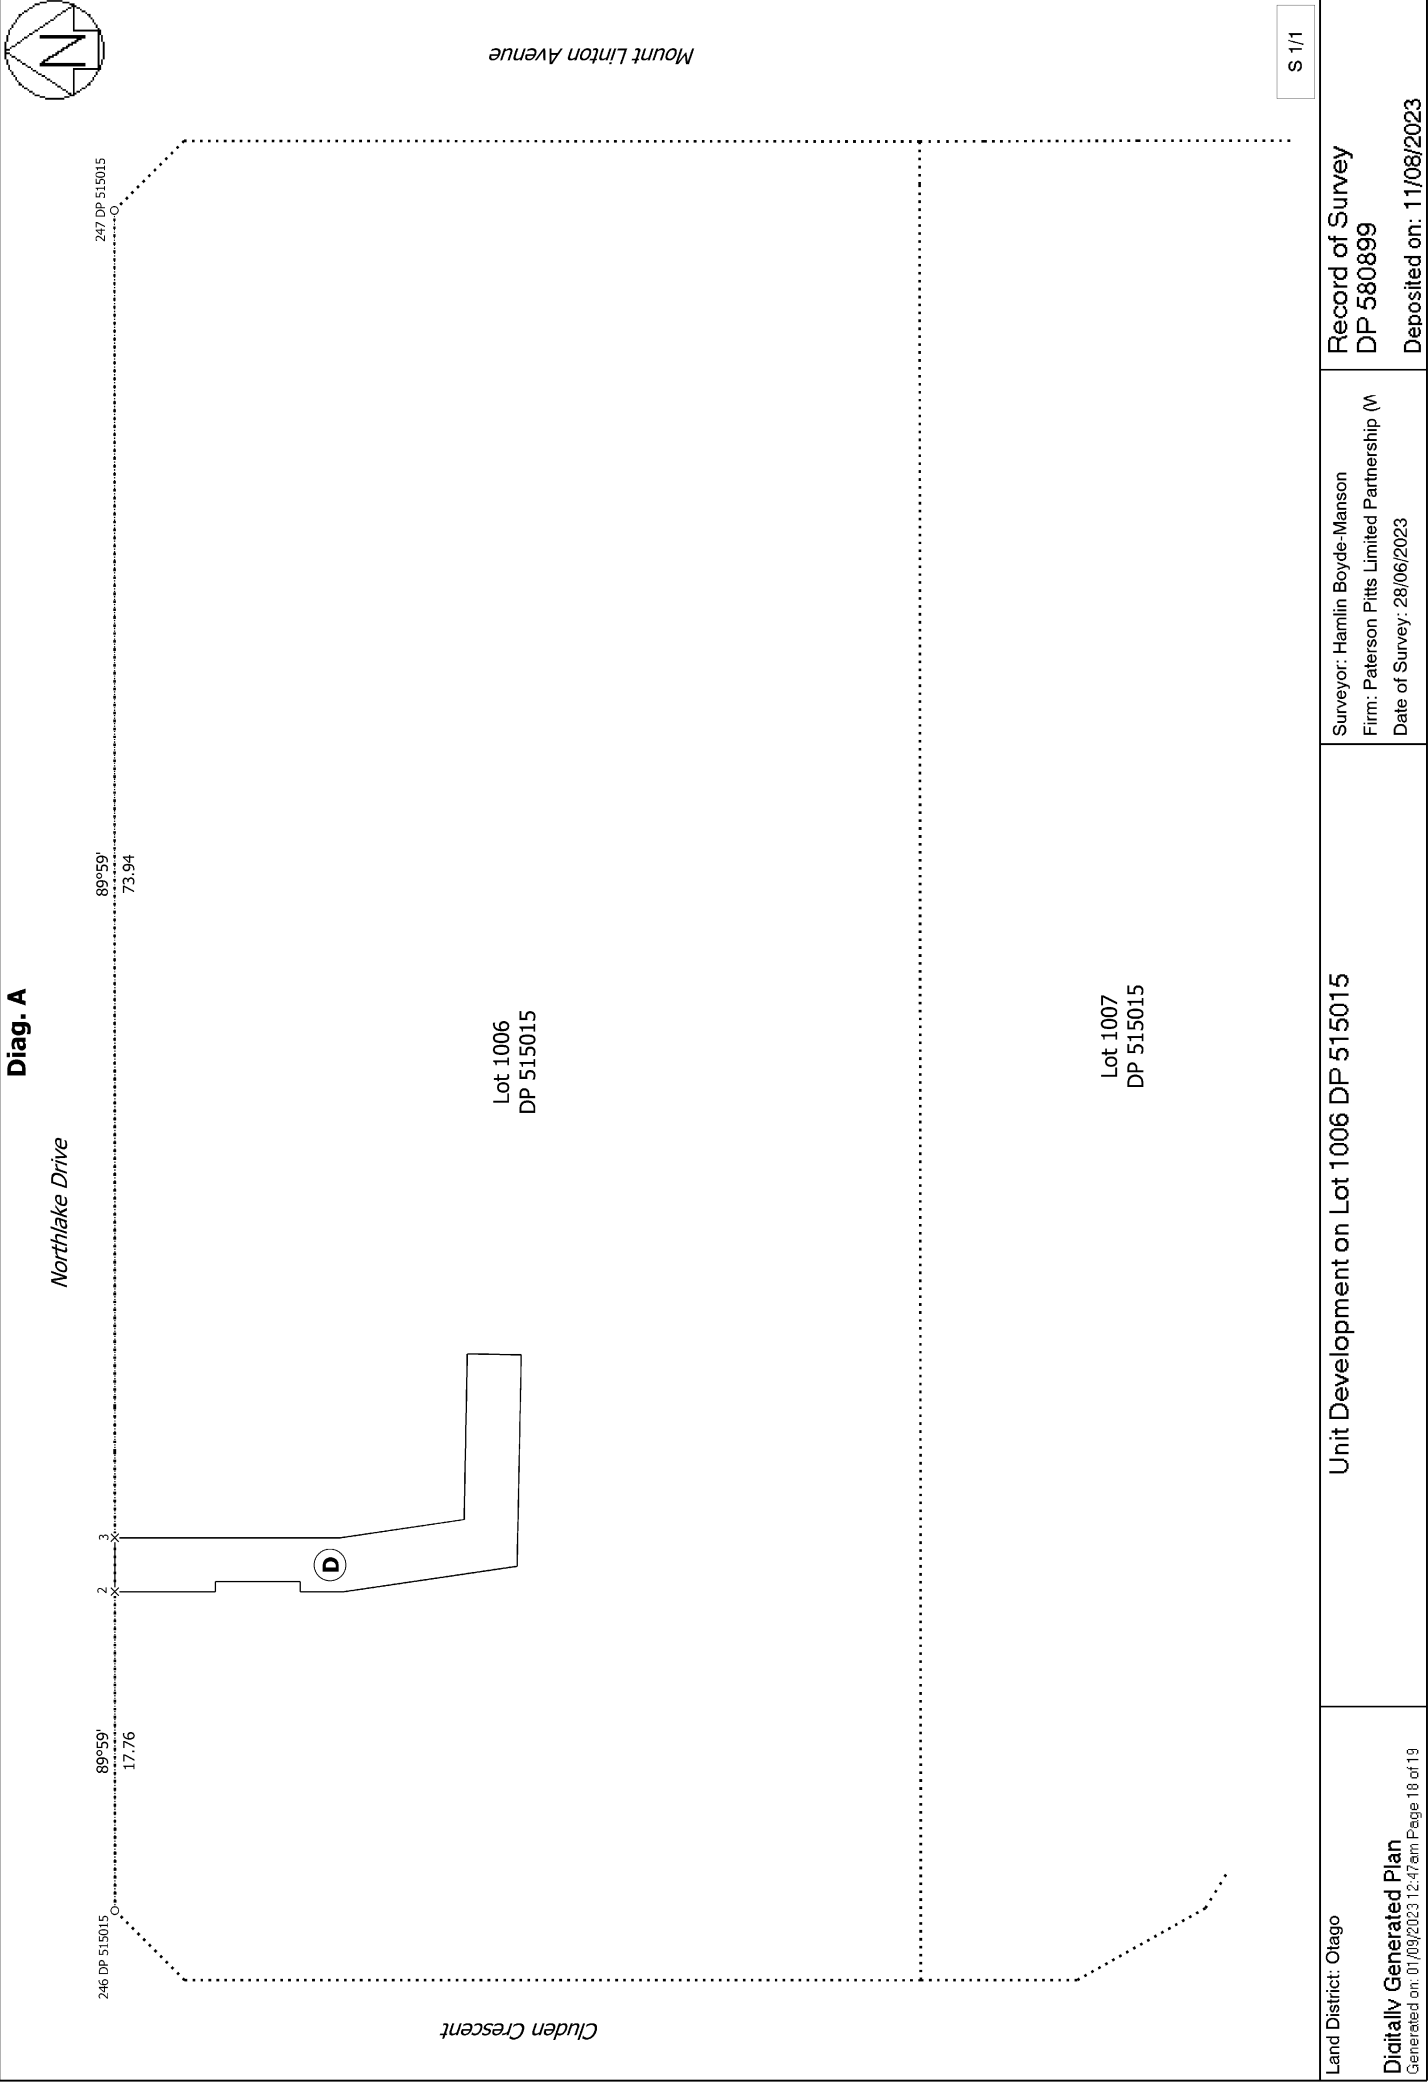 Diag. A
N
Northlake Drive
Mount Linton Avenue
Cluden Crescent
246 DP 515015
89°59'
17.76
2
3
89°59'
73.94
247 DP 515015
D
Lot 1006
DP 515015
Lot 1007
DP 515015
S 1/1
Land District: Otago
Digitally Generated Plan
Generated on: 01/09/2023 12:47am Page 18 of 19
Unit Development on Lot 1006 DP 515015
Surveyor: Hamlin Boyde-Manson
Firm: Paterson Pitts Limited Partnership (W
Date of Survey: 28/06/2023
Record of Survey
DP 580899
Deposited on: 11/08/2023